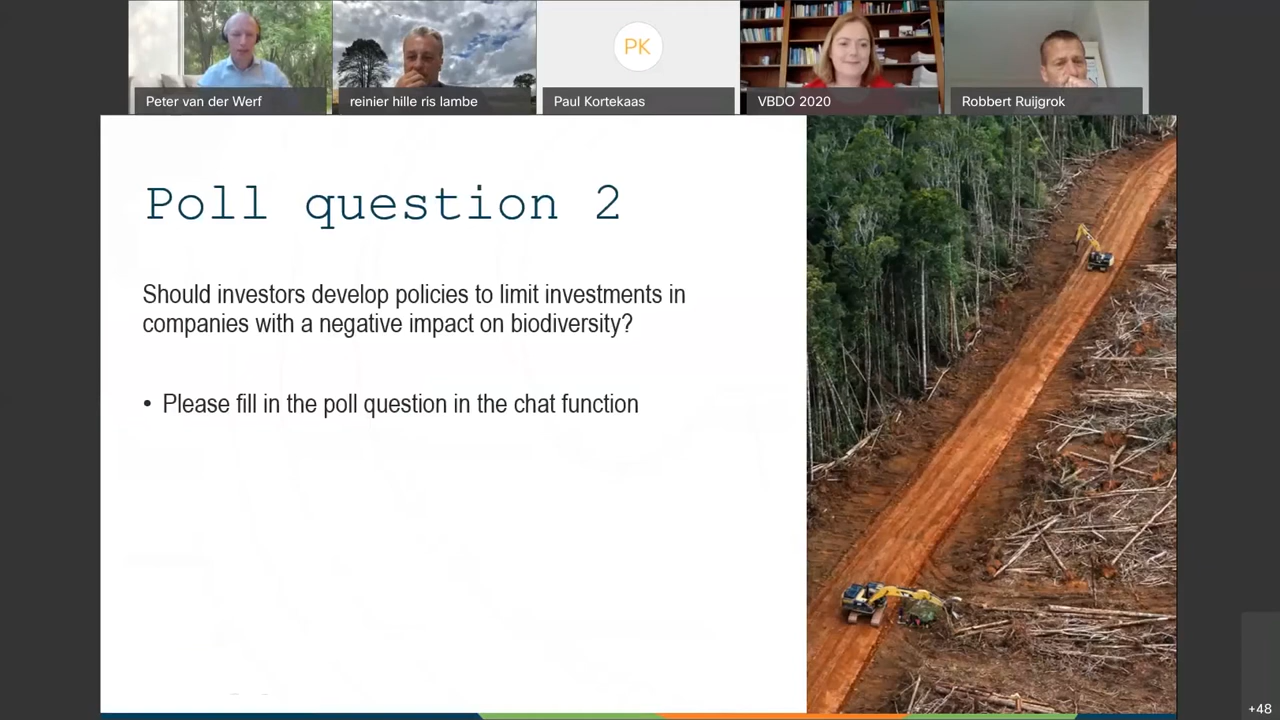 PK
Peter van der Werf
reinier hille ris lambe
Paul Kortekaas
VBDO 2020
Robbert Ruijgrok
Poll question 2
Should investors develop policies to limit investments in
companies with a negative impact on biodiversity?
• Please fill in the poll question in the chat function
+48